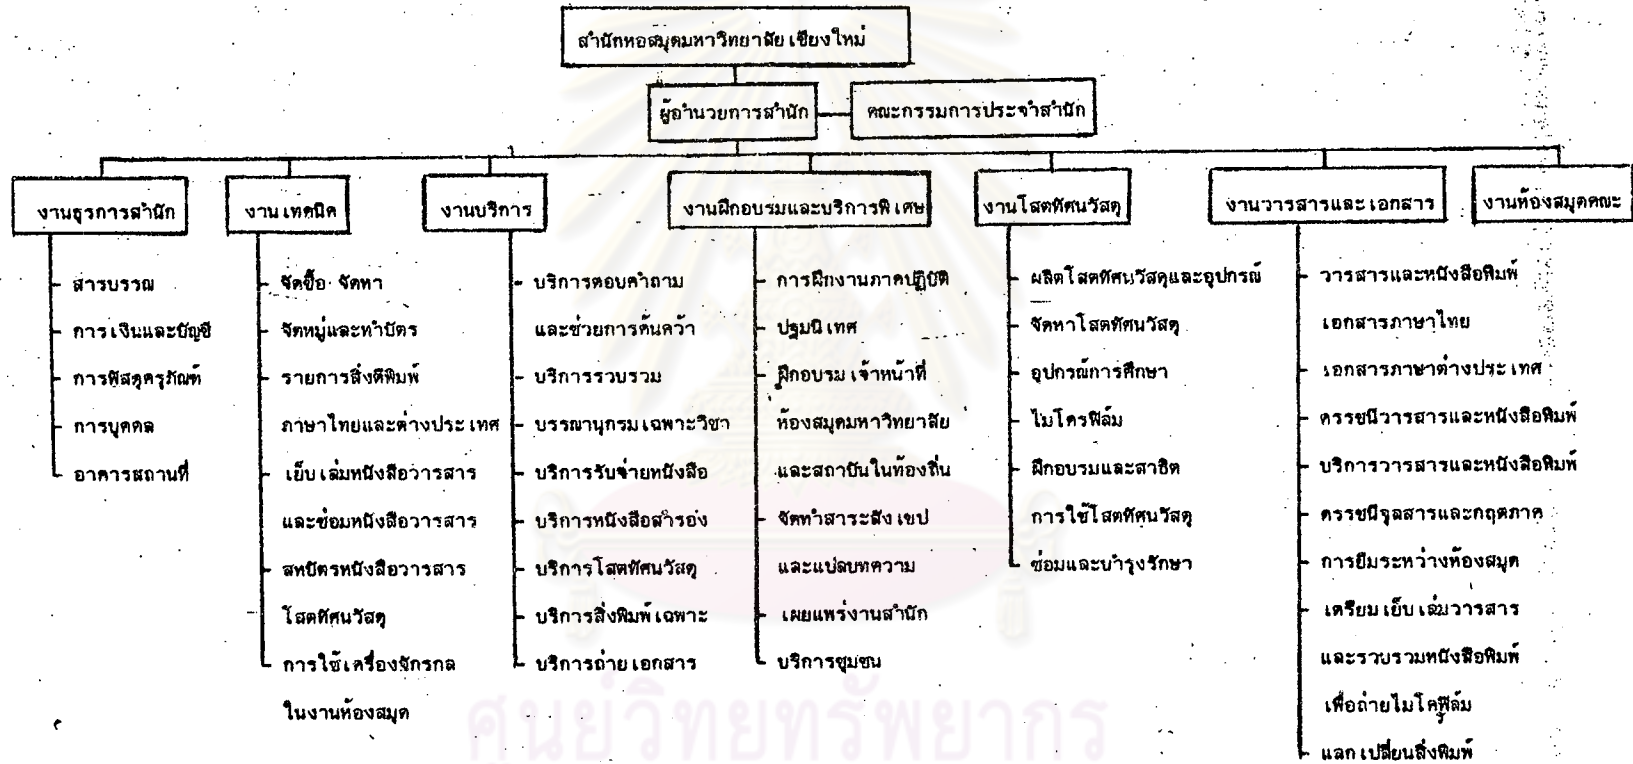 สำนักหอสมุดมหาวิทยาลัยเชียงใหม่
ผู้อำนวยการสำนัก
คณะกรรมการประจำสำนัก
งานธุรการสำนัก
สารบรรณ
การเงินและบัญชี
การพัสดุครุภัณฑ์
การบุคคล
อาคารสถานที่
งานเทคนิค
จัดซื้อ จัดหา
จัดหมู่และทำบัตร
รายการสิ่งตีพิมพ์
ภาษาไทยและต่างประเทศ
เย็บเล่มหนังสือวารสาร
และซ่อมหนังสือวารสาร
สหบัตรหนังสือวารสาร
โสตทัศนวัสดุ
การใช้เครื่องจักรกล
ในงานห้องสมุด
งานบริการ
บริการตอบคำถาม
และช่วยการค้นคว้า
บริการรวบรวม
บรรณานุกรมเฉพาะวิชา
บริการรับจ่ายหนังสือ
บริการหนังสือสำรอง
บริการโสตทัศนวัสดุ
บริการสิ่งพิมพ์เฉพาะ
บริการถ่ายเอกสาร
งานฝึกอบรมและบริการพิเศษ
การฝึกงานภาคปฏิบัติ
ปฐมนิเทศ
ฝึกอบรมเจ้าหน้าที่
ห้องสมุดมหาวิทยาลัย
และสถาบันในท้องถิ่น
จัดทำสาระสังเขป
และแปลบทความ
เผยแพร่งานสำนัก
บริการชุมชน
งานโสตทัศนวัสดุ
ผลิตโสตทัศนวัสดุและอุปกรณ์
จัดหาโสตทัศนวัสดุ
อุปกรณ์การศึกษา
ไมโครฟิล์ม
ฝึกอบรมและสาธิต
การใช้โสตทัศนวัสดุ
ซ่อมและบำรุงรักษา
งานวารสารและเอกสาร
วารสารและหนังสือพิมพ์
เอกสารภาษาไทย
เอกสารภาษาต่างประเทศ
ดรรชนีวารสารและหนังสือพิมพ์
บริการวารสารและหนังสือพิมพ์
ดรรชนีจุลสารและกฤตภาค
การยืมระหว่างห้องสมุด
เตรียมเย็บเล่มวารสาร
และรวบรวมหนังสือพิมพ์
เพื่อถ่ายไมโคฟิล์ม
แลกเปลี่ยนสิ่งพิมพ์
งานห้องสมุดคณะ
ศูนย์วิทยทรัพยากร